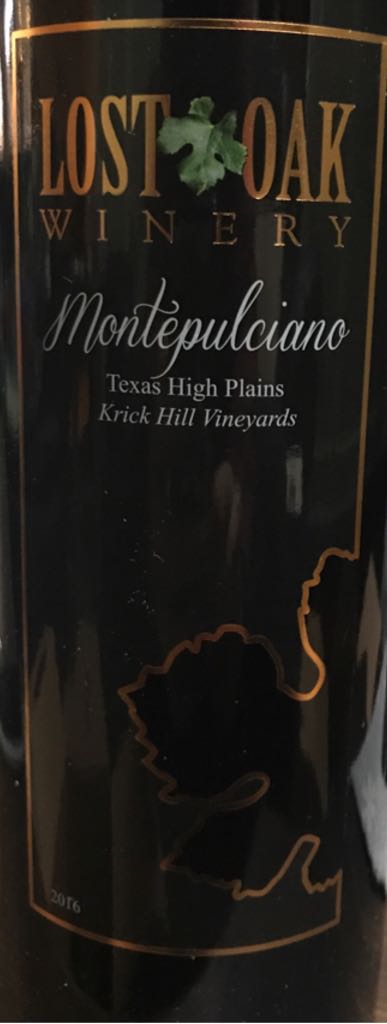 LOST OAK
WINERY
Montepulciano
Texas High Plains
Krick Hill Vineyards
2016